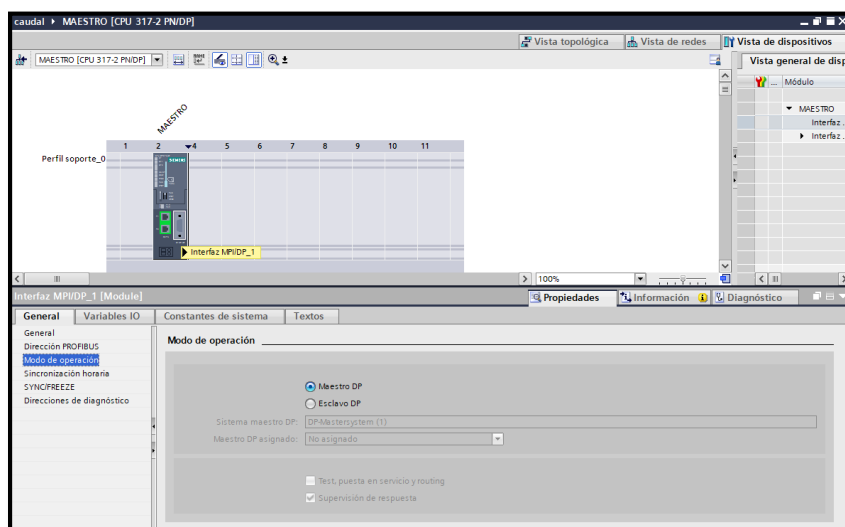 caudal ▸ MAESTRO [CPU 317-2 PN/DP]
Vista topológica
Vista de redes
Vista de dispositivos
MAESTRO [CPU 317-2 PN/DP]
Vista general de disp
... Módulo
MAESTRO
Interfaz .
Interfaz .
MAESTRO
1 2 4 5 6 7 8 9 10 11
Perfil soporte_0
SIEMENS
Interfaz MPI/DP_1
100%
Interfaz MPI/DP_1 [Module]
Propiedades
Información
Diagnóstico
General
Variables IO
Constantes de sistema
Textos
General
Dirección PROFIBUS
Modo de operación
Sincronización horaria
SYNC/FREEZE
Direcciones de diagnóstico
Modo de operación
Maestro DP
Esclavo DP
Sistema maestro DP: DP-Mastersystem (1)
Maestro DP asignado: No asignado
Test, puesta en servicio y routing
Supervisión de respuesta